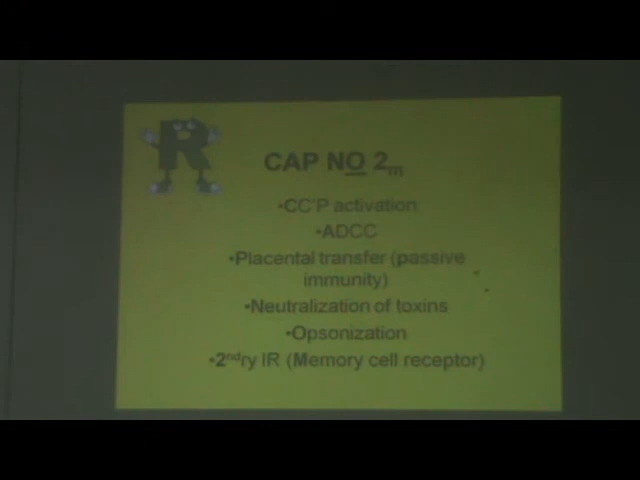 R
CAP NO 2m
•CC'P activation
•ADCC
•Placental transfer (passive
immunity)
•Neutralization of toxins
•Opsonization
•2ndry IR (Memory cell receptor)